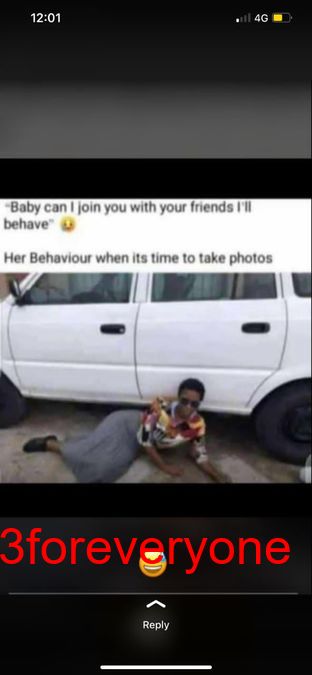 12:01
4G
"Baby can I join you with your friends I'll
behave" 😢
Her Behaviour when its time to take photos
3foreveryone
Reply